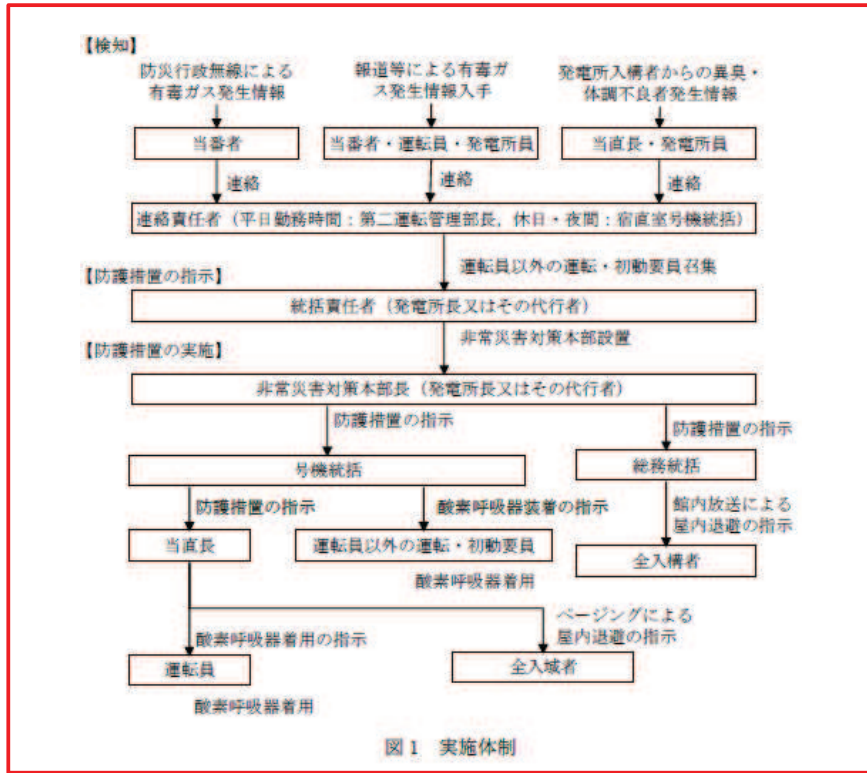 【検知】
防災行政無線による
有毒ガス発生情報
報道等による有毒ガ
ス発生情報入手
発電所入構者からの異臭・
体調不良者発生情報
当番者
当番者・運転員・発電所員
当直長・発電所員
連絡
連絡
連絡
連絡責任者(平日勤務時間:第二運転管理部長,休日・夜間:宿直室号機統括)
運転員以外の運転・初動要員召集
【防護措置の指示】
統括責任者(発電所長又はその代行者)
非常災害対策本部設置
【防護措置の実施】
非常災害対策本部長(発電所長又はその代行者)
防護措置の指示
防護措置の指示
号機統括
総務統括
防護措置の指示
酸素呼吸器装着の指示
館内放送による
屋内退避の指示
当直長
運転員以外の運転・初動要員
全入構者
酸素呼吸器着用
ページングによる
屋内退避の指示
酸素呼吸器着用の指示
運転員
全入域者
酸素呼吸器着用
図1 実施体制